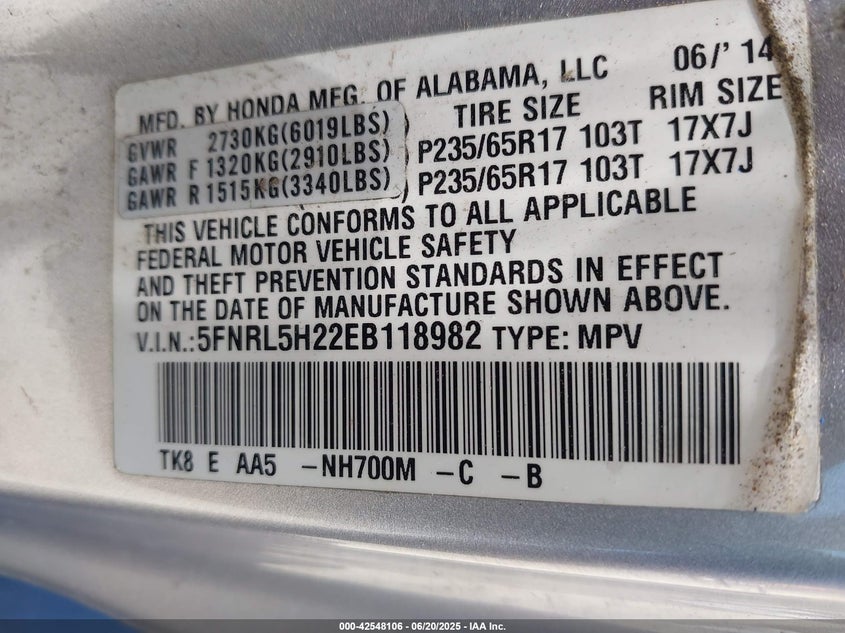 MFD. BY HONDA MFG. OF ALABAMA, LLC 06/' 14
TIRE SIZE RIM SIZE
GVWR 2730KG(6019LBS)
GAWR F 1320KG(2910LBS) P235/65R17 103T 17X7J
GAWR R 1515KG(3340LBS) P235/65R17 103T 17X7J
THIS VEHICLE CONFORMS TO ALL APPLICABLE
FEDERAL MOTOR VEHICLE SAFETY
AND THEFT PREVENTION STANDARDS IN EFFECT
ON THE DATE OF MANUFACTURE SHOWN ABOVE.
V.I.N.:5FNRL5H22EB118982 TYPE: MPV
TK8 E AA5 -NH700M -C -B
000-42548106 - 06/20/2025 - IAA Inc.